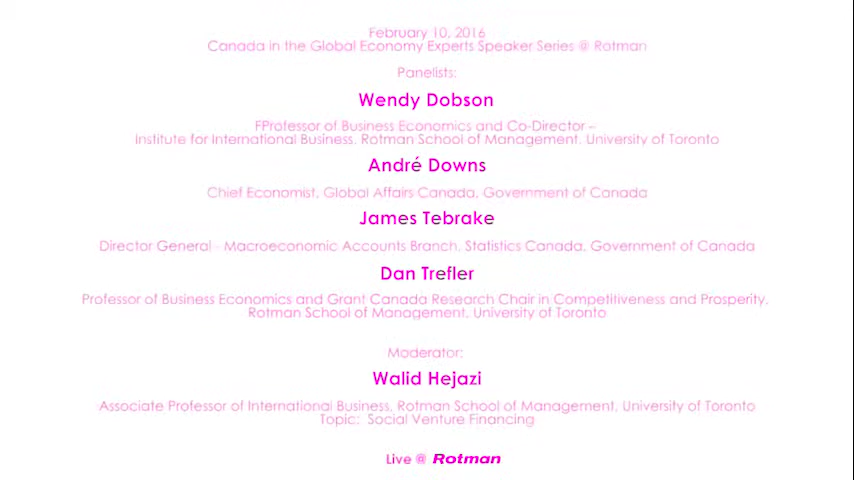 February 10, 2016
Canada in the Global Economy Experts Speaker Series @ Rotman
Panelists:
Wendy Dobson
FProfessor of Business Economics and Co-Director –
Institute for International Business, Rotman School of Management, University of Toronto
André Downs
Chief Economist, Global Affairs Canada, Government of Canada
James Tebrake
Director General - Macroeconomic Accounts Branch, Statistics Canada, Government of Canada
Dan Trefler
Professor of Business Economics and Grant Canada Research Chair in Competitiveness and Prosperity,
Rotman School of Management, University of Toronto
Moderator:
Walid Hejazi
Associate Professor of International Business, Rotman School of Management, University of Toronto
Topic: Social Venture Financing
Live @ Rotman